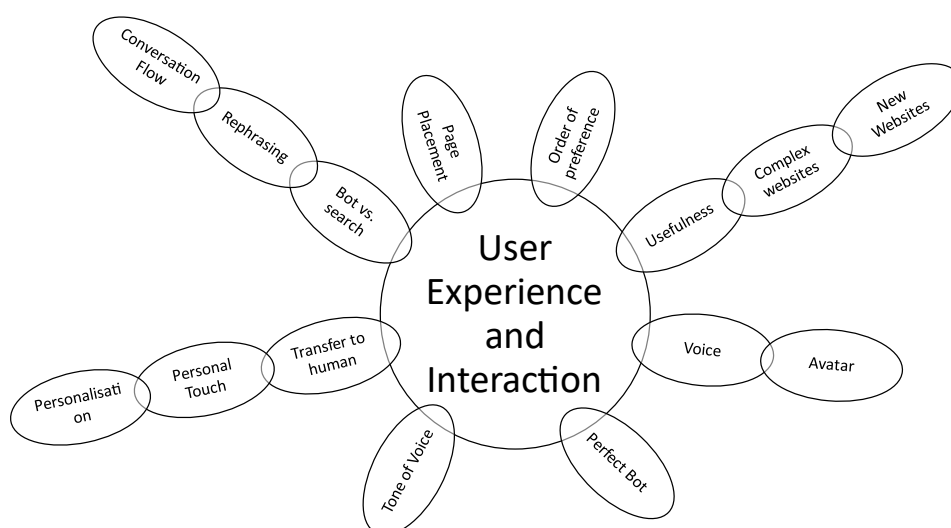 Conversation
Flow
Rephrasing
Bot vs.
search
Page
Placement
Order of
preference
New
Websites
Complex
websites
Usefulness
User
Experience
and
Interaction
Voice
Avatar
Transfer to
human
Personal
Touch
Personalisati
on
Tone of Voice
Perfect Bot